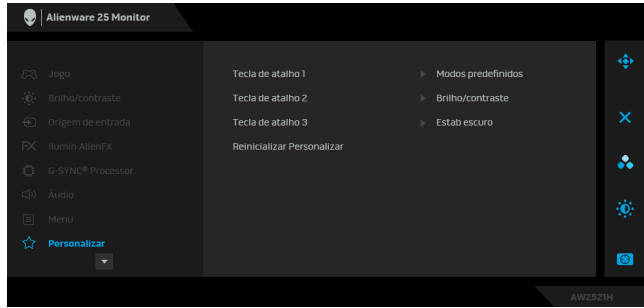 Alienware 25 Monitor
Jogo
Brilho/contraste
Origem de entrada
Ilumin AlienFX
G-SYNC® Processor
Áudio
Menu
Personalizar
Tecla de atalho 1 Modos predefinidos
Tecla de atalho 2 Brilho/contraste
Tecla de atalho 3 Estab escuro
Reinicializar Personalizar
AW2521H